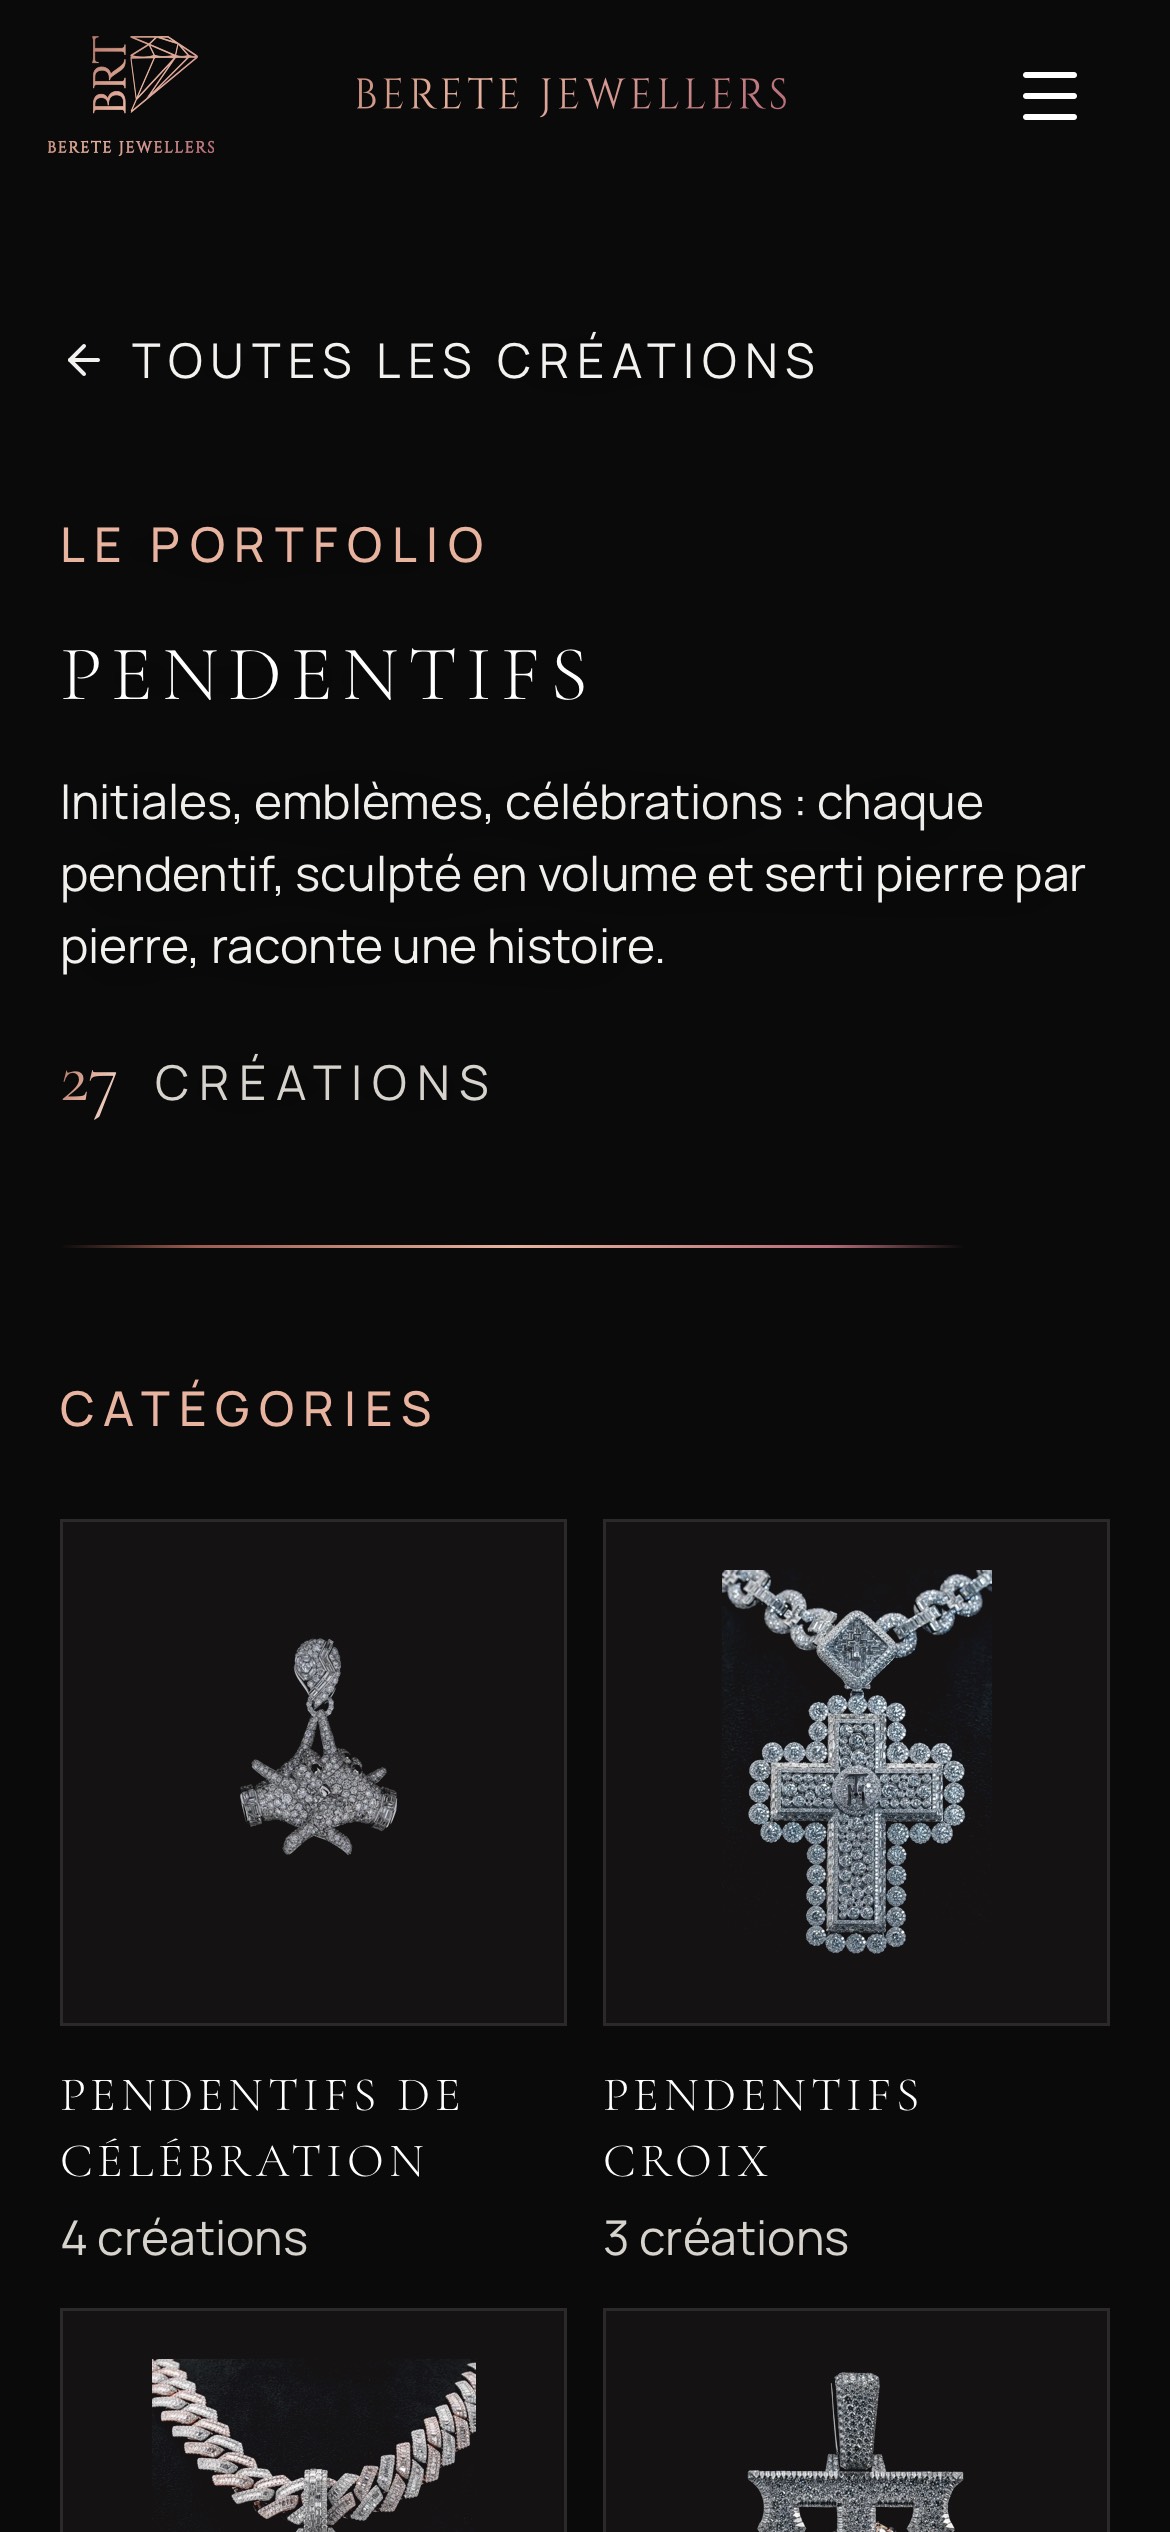 BRT
BERETE JEWELLERS
BERETE JEWELLERS
TOUTES LES CRÉATIONS
LE PORTFOLIO
PENDENTIFS
Initiales, emblèmes, célébrations : chaque
pendentif, sculpté en volume et serti pierre par
pierre, raconte une histoire.
27 CRÉATIONS
CATÉGORIES
PENDENTIFS DE
CÉLÉBRATION
4 créations
PENDENTIFS
CROIX
3 créations